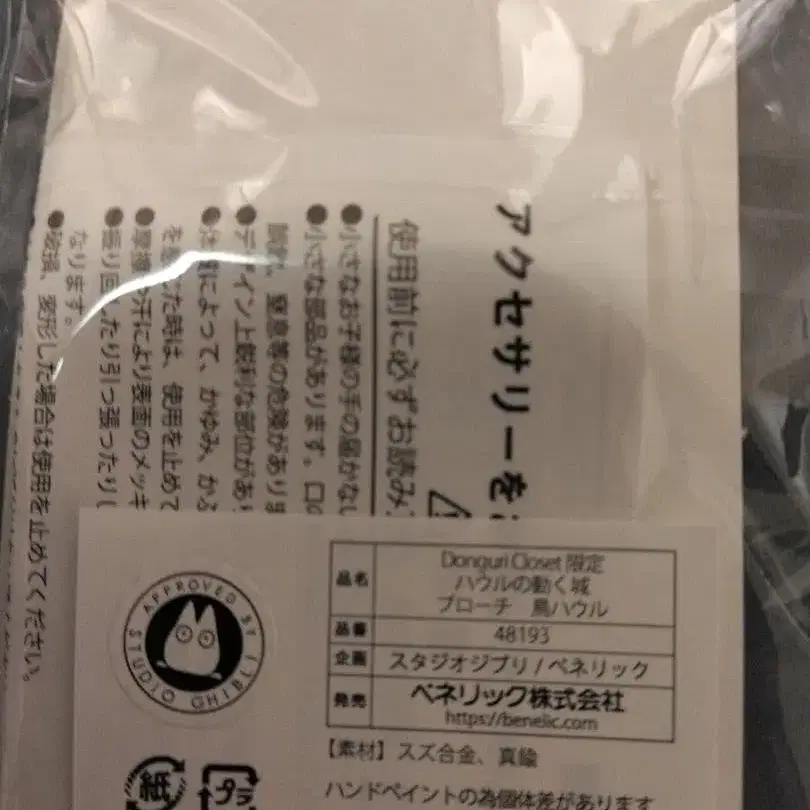 アクセサリーを
使用前に必ずお読み
●小さなお子様の手の届かない
●小さな部品があります。口の
窒息等の危険があります
●デザイン上鋭利な部位があり
によって、かゆみ、かぶ
た時は、使用を止めて
汗により表面のメッキ
●振り回したり引っ張ったりし
なります。
●破損、変形した場合は使用を止めてください。
APPROVED BY
STUDIO GHIBLI
品名
Donguri Closet 限定
ハウルの動く城
ブローチ 鳥ハウル
品番 48193
企画 スタジオジブリ / ベネリック
発売 ベネリック株式会社
https://benelic.com
【素材】スズ合金、真鍮
ハンドペイントの為個体差があります
紙
プラ